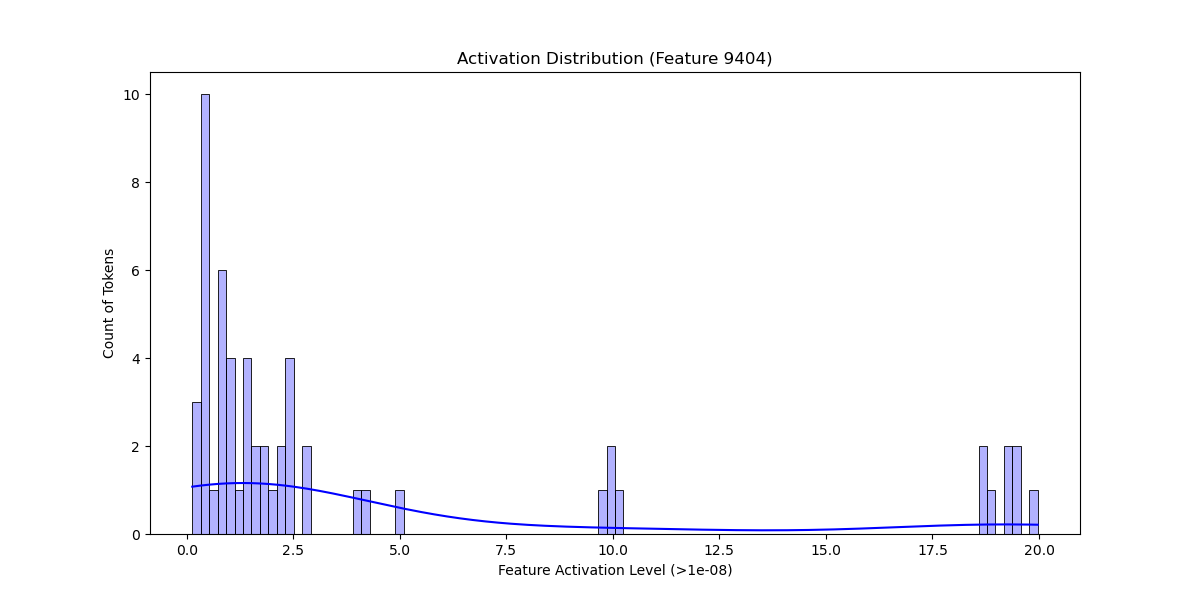 Activation Distribution (Feature 9404)
10
8
6
4
2
0
Count of Tokens
0.0 2.5 5.0 7.5 10.0 12.5 15.0 17.5 20.0
Feature Activation Level (>1e-08)